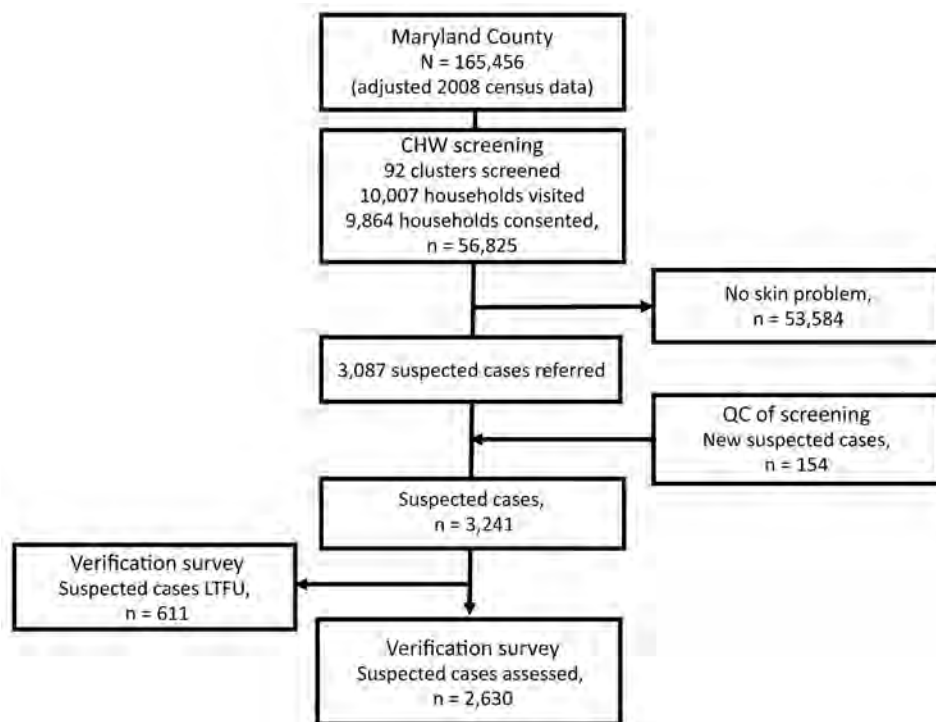 Maryland County
N = 165,456
(adjusted 2008 census data)
CHW screening
92 clusters screened
10,007 households visited
9,864 households consented,
n = 56,825
No skin problem,
n = 53,584
3,087 suspected cases referred
QC of screening
New suspected cases,
n = 154
Suspected cases,
n = 3,241
Verification survey
Suspected cases LTFU,
n = 611
Verification survey
Suspected cases assessed,
n = 2,630